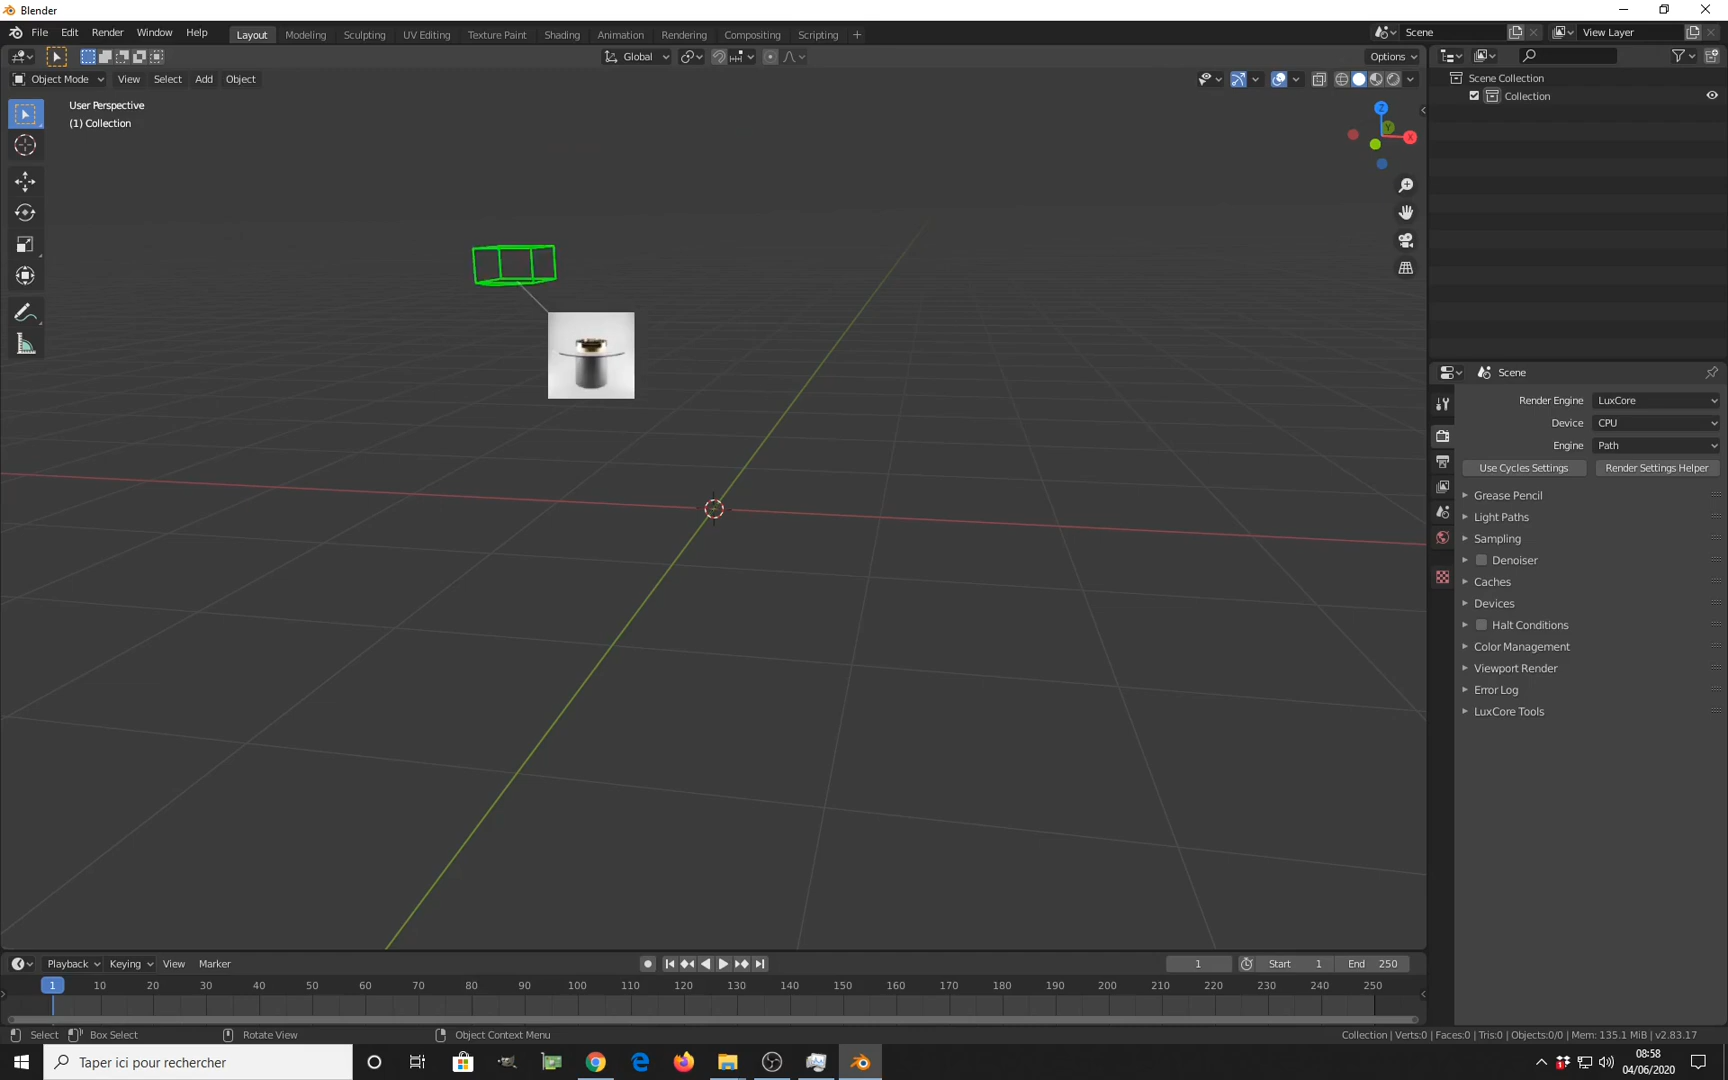 Blender
File Edit Render Window Help Layout Modeling Sculpting UV Editing Texture Paint Shading Animation Rendering Compositing Scripting + Scene View Layer
Global Options
Object Mode View Select Add Object
User Perspective
(1) Collection
Z
Y
X
Scene Collection
Collection
Scene
Render Engine LuxCore
Device CPU
Engine Path
Use Cycles Settings Render Settings Helper
Grease Pencil
Light Paths
Sampling
Denoiser
Caches
Devices
Halt Conditions
Color Management
Viewport Render
Error Log
LuxCore Tools
Playback Keying View Marker 1 Start 1 End 250
1 10 20 30 40 50 60 70 80 90 100 110 120 130 140 150 160 170 180 190 200 210 220 230 240 250
Select Box Select Rotate View Object Context Menu Collection | Verts:0 | Faces:0 | Tris:0 | Objects:0/0 | Mem: 135.1 MiB | v2.83.17
Taper ici pour rechercher
08:58
04/06/2020